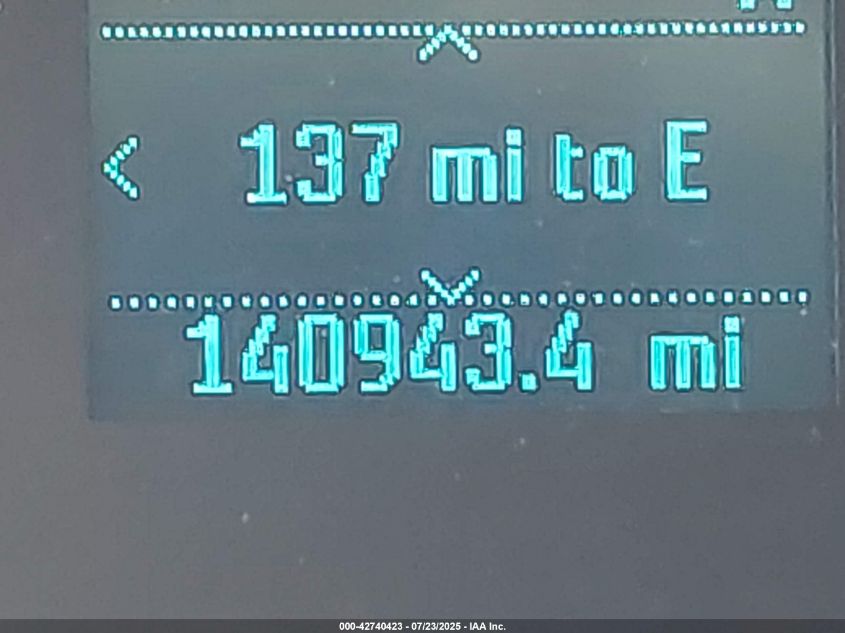 137 mi to E
140943.4 mi
000-42740423 - 07/23/2025 - IAA Inc.